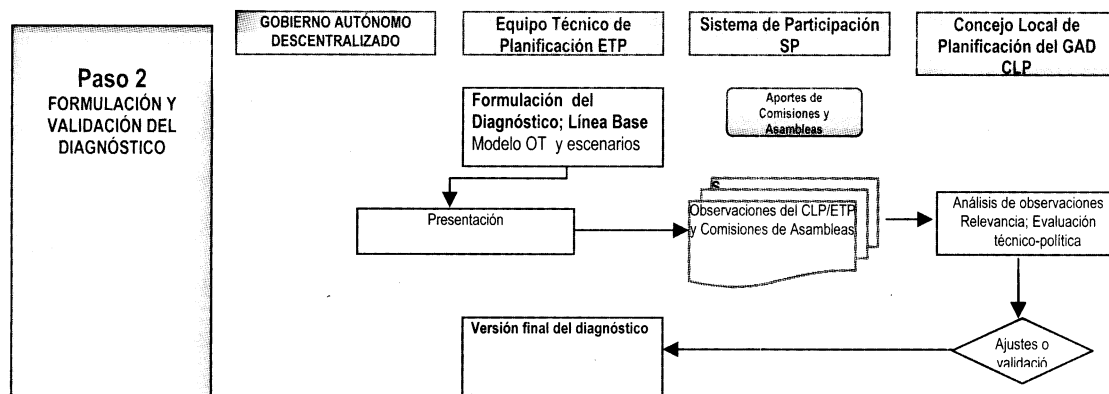 GOBIERNO AUTÓNOMO
DESCENTRALIZADO
Equipo Técnico de
Planificación ETP
Sistema de Participación
SP
Concejo Local de
Planificación del GAD
CLP
Paso 2
FORMULACIÓN Y
VALIDACIÓN DEL
DIAGNÓSTICO
Formulación del
Diagnóstico; Línea Base
Modelo OT y escenarios
Aportes de
Comisiones y
Asambleas
Presentación
Observaciones del CLP/ETP
y Comisiones de Asambleas
Análisis de observaciones
Relevancia; Evaluación
técnico-política
Versión final del diagnóstico
Ajustes o
validació